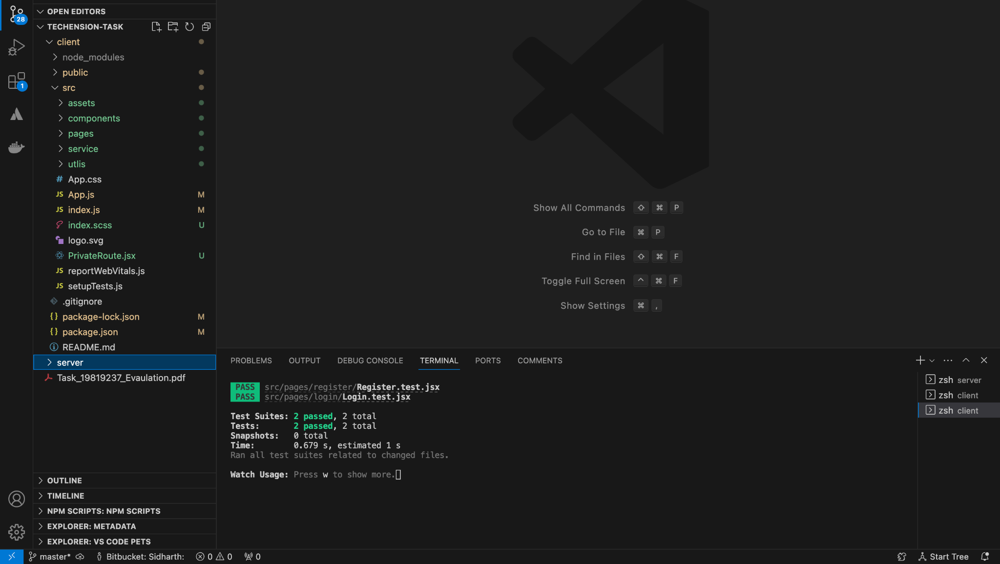 28
OPEN EDITORS
TECHENSION-TASK
client
node_modules
public
1
src
assets
components
pages
service
utlis
# App.css
JS App.js M
JS index.js M
index.scss U
logo.svg
PrivateRoute.jsx U
JS reportWebVitals.js
JS setupTests.js
.gitignore
{} package-lock.json M
{} package.json M
README.md
server
Task_19819237_Evaulation.pdf
OUTLINE
TIMELINE
NPM SCRIPTS: NPM SCRIPTS
EXPLORER: METADATA
EXPLORER: VS CODE PETS
Show All Commands ⇧ ⌘ P
Go to File ⌘ P
Find in Files ⇧ ⌘ F
Toggle Full Screen ^ ⌘ F
Show Settings ⌘ ,
PROBLEMS OUTPUT DEBUG CONSOLE TERMINAL PORTS COMMENTS
PASS src/pages/register/Register.test.jsx
PASS src/pages/login/Login.test.jsx
Test Suites: 2 passed, 2 total
Tests: 2 passed, 2 total
Snapshots: 0 total
Time: 0.679 s, estimated 1 s
Ran all test suites related to changed files.
Watch Usage: Press w to show more.
zsh server
zsh client
zsh client
master* Bitbucket: Sidharth: 0 0 0 Start Tree